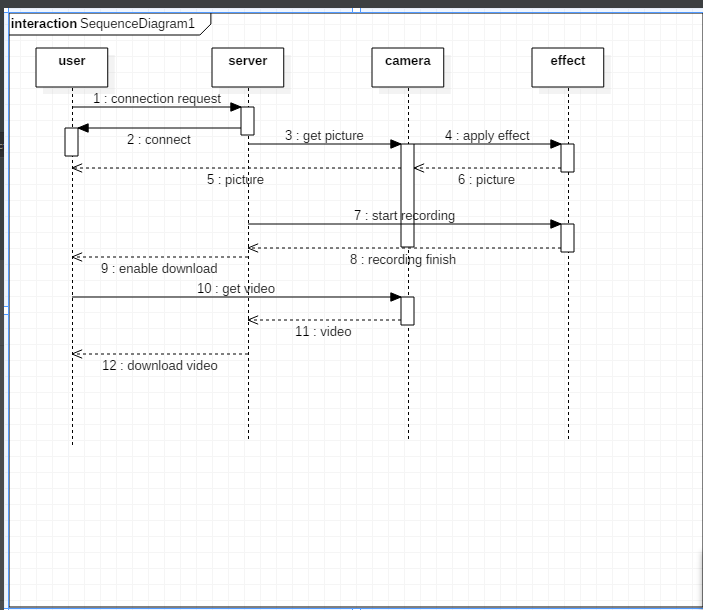 interaction SequenceDiagram1
user
server
camera
effect
1 : connection request
2 : connect
3 : get picture
4 : apply effect
5 : picture
6 : picture
7 : start recording
8 : recording finish
9 : enable download
10 : get video
11 : video
12 : download video